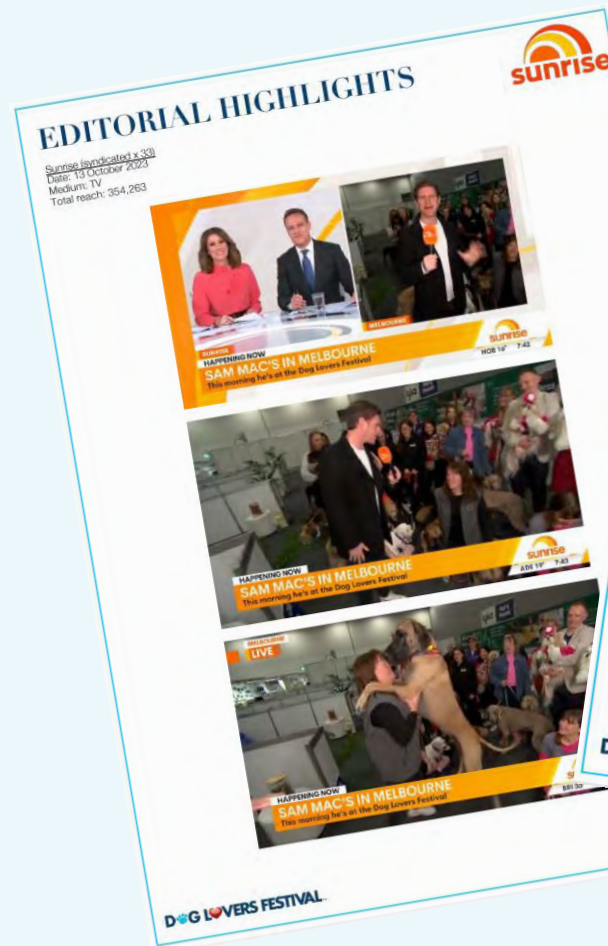 sunrise
EDITORIAL HIGHLIGHTS
Sunrise (syndicated x 33)
Date: 13 October 2023
Medium: TV
Total reach: 354,263
MELBOURNE
SUNRISE
HAPPENING NOW
SAM MAC'S IN MELBOURNE
This morning he's at the Dog Lovers Festival
sunrise
HOB 16° 7:42
HAPPENING NOW
SAM MAC'S IN MELBOURNE
This morning he's at the Dog Lovers Festival
sunrise
ADE 19° 7:43
MELBOURNE
LIVE
HAPPENING NOW
SAM MAC'S IN MELBOURNE
This morning he's at the Dog Lovers Festival
BRI
DOG LOVERS FESTIVAL